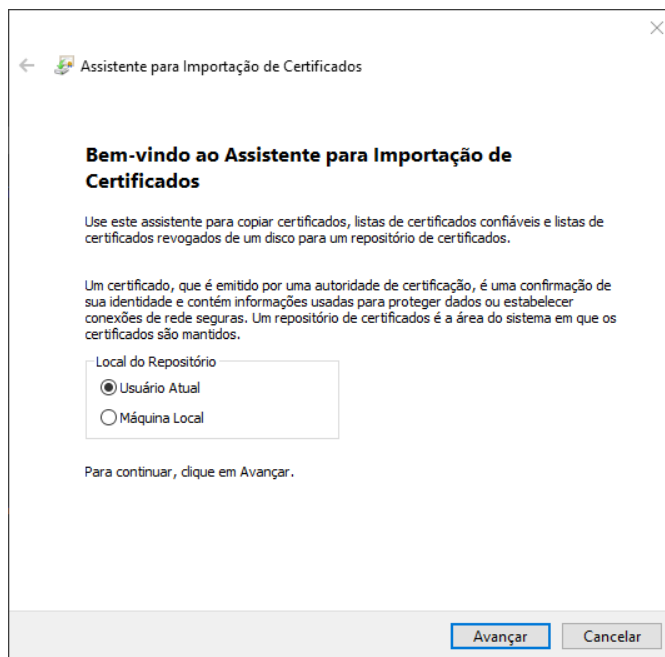 Assistente para Importação de Certificados
Bem-vindo ao Assistente para Importação de
Certificados
Use este assistente para copiar certificados, listas de certificados confiáveis e listas de
certificados revogados de um disco para um repositório de certificados.
Um certificado, que é emitido por uma autoridade de certificação, é uma confirmação de
sua identidade e contém informações usadas para proteger dados ou estabelecer
conexões de rede seguras. Um repositório de certificados é a área do sistema em que os
certificados são mantidos.
Local do Repositório
Usuário Atual
Máquina Local
Para continuar, clique em Avançar.
Avançar
Cancelar